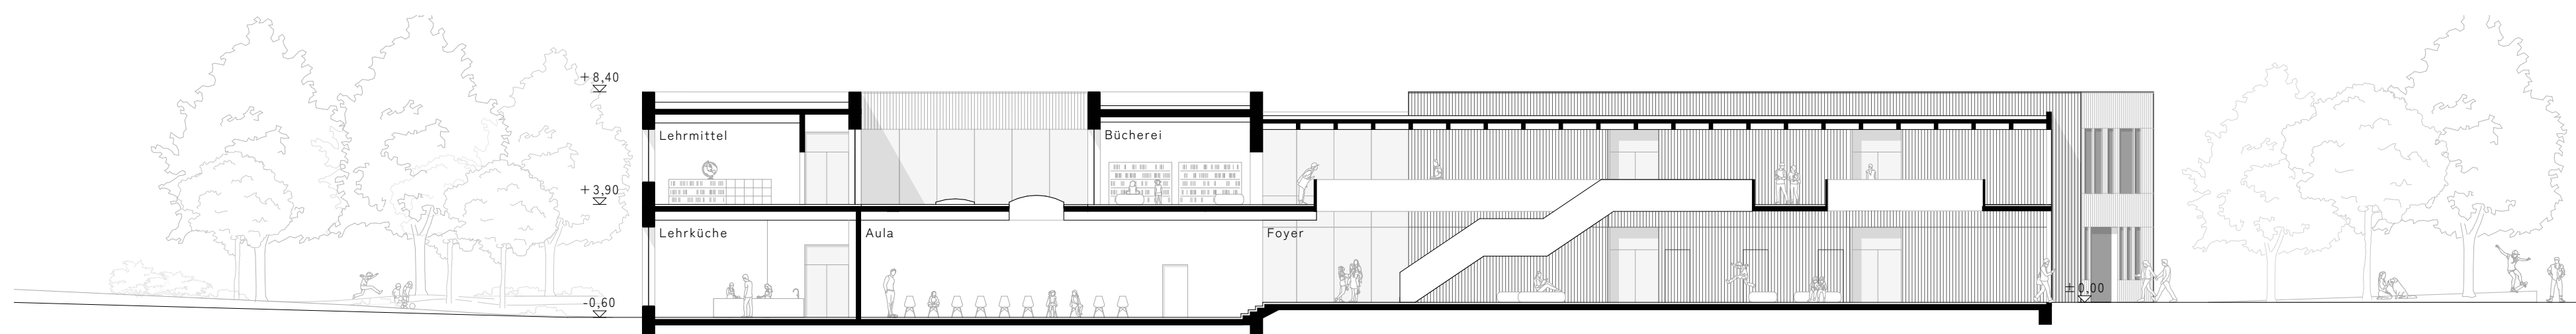 +8,40
Lehrmittel
Bücherei
+3,90
Lehrküche
Aula
Foyer
-0,60
±0,00